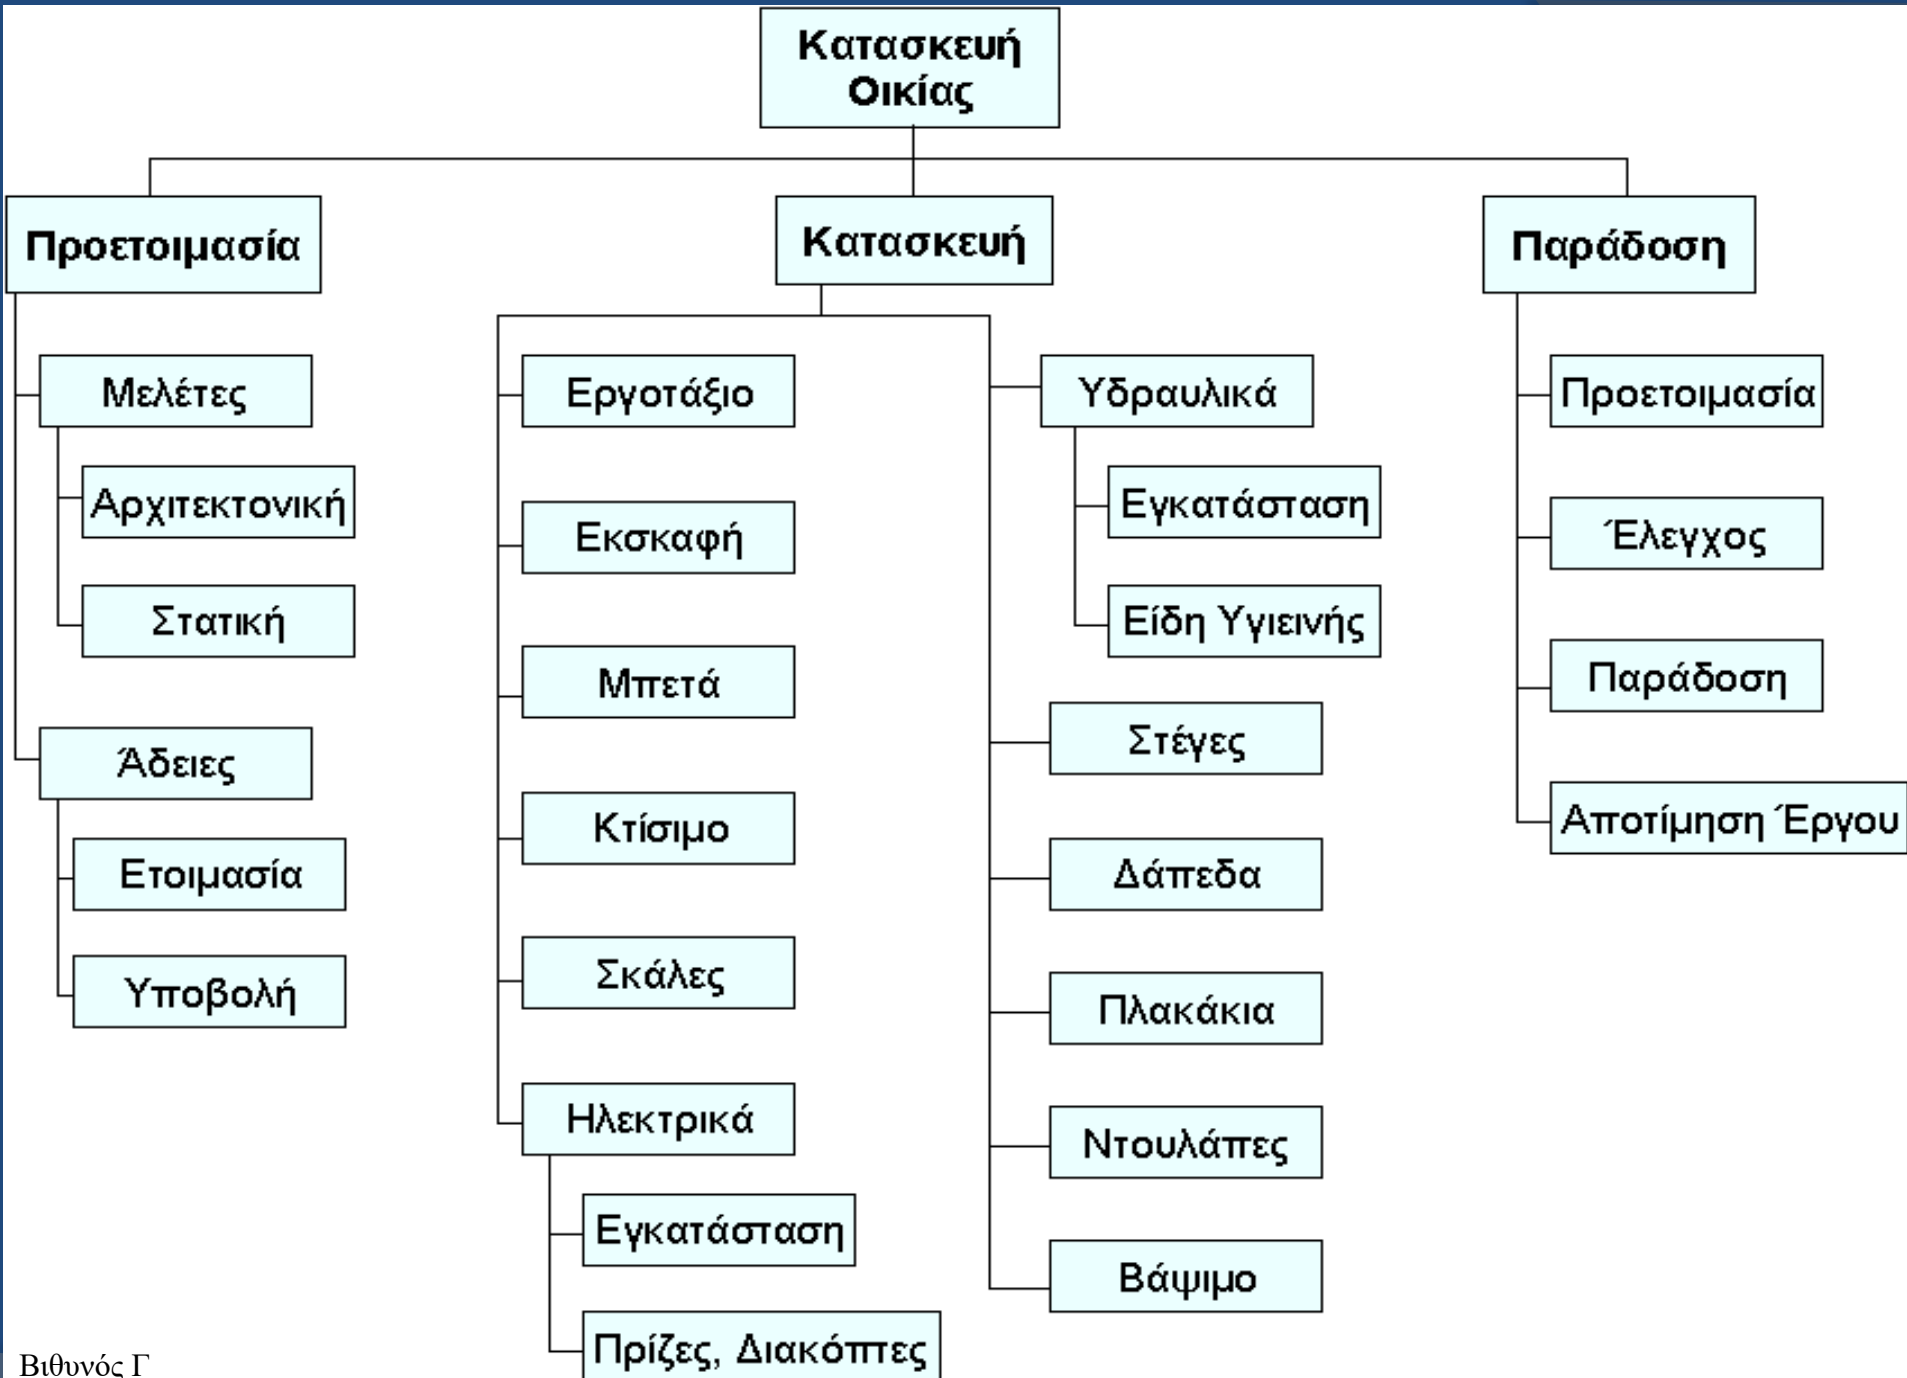 Κατασκευή
Οικίας
Προετοιμασία
Μελέτες
Αρχιτεκτονική
Στατική
Άδειες
Ετοιμασία
Υποβολή
Κατασκευή
Εργοτάξιο
Εκσκαφή
Μπετά
Κτίσιμο
Σκάλες
Ηλεκτρικά
Εγκατάσταση
Πρίζες, Διακόπτες
Υδραυλικά
Εγκατάσταση
Είδη Υγιεινής
Στέγες
Δάπεδα
Πλακάκια
Ντουλάπες
Βάψιμο
Παράδοση
Προετοιμασία
Έλεγχος
Παράδοση
Αποτίμηση Έργου
Βιθυνός Γ